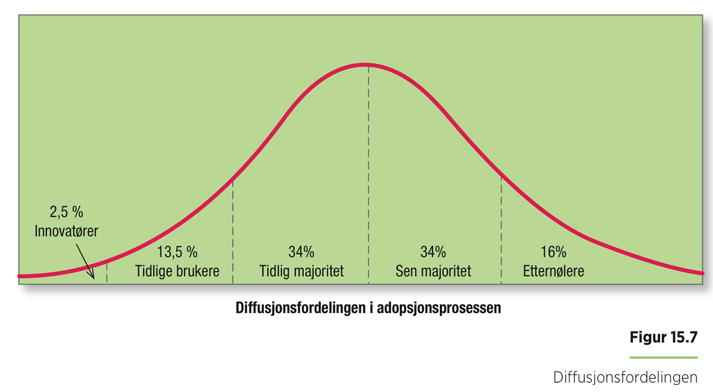 2,5 %
Innovatører
13,5 %
Tidlige brukere
34%
Tidlig majoritet
34%
Sen majoritet
16%
Etternølere
Diffusjonsfordelingen i adopsjonsprosessen
Figur 15.7
Diffusjonsfordelingen